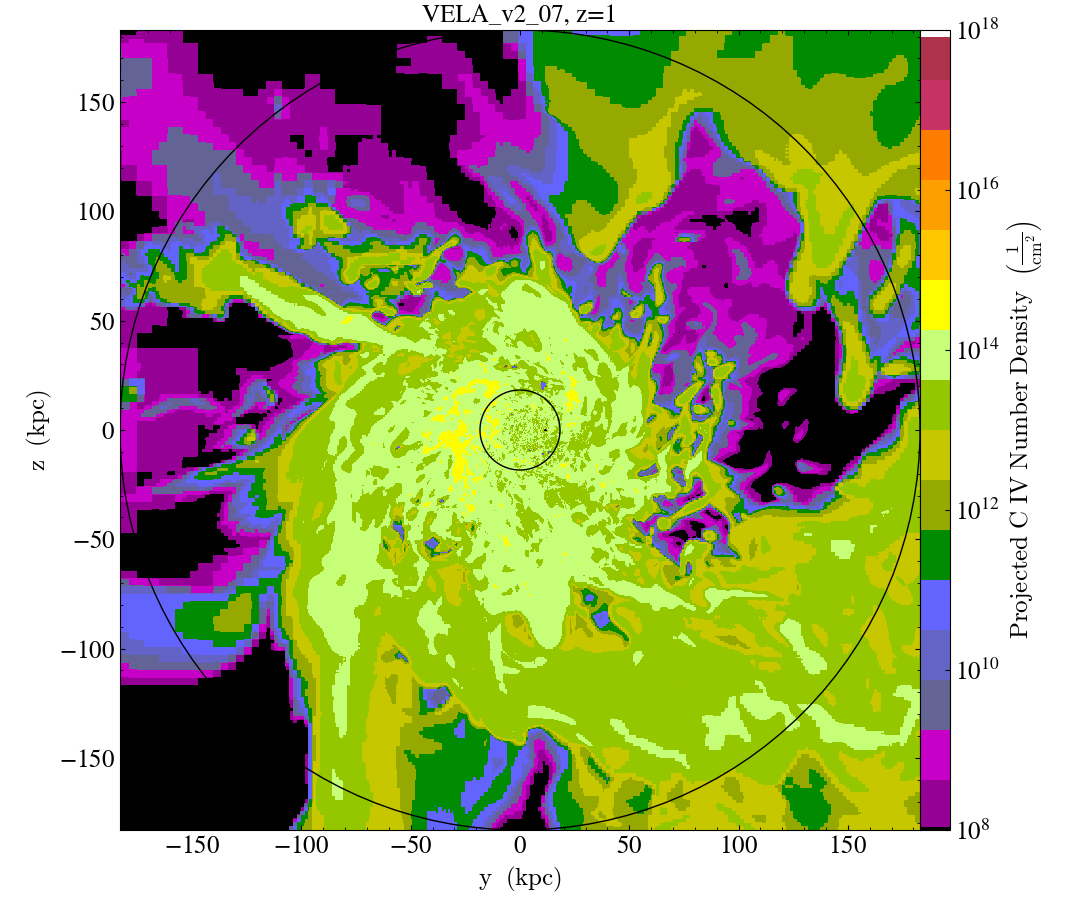 VELA_v2_07, z=1
150
100
50
0
−50
−100
−150
z (kpc)
−150 −100 −50 0 50 100 150
y (kpc)
10^18
10^16
10^14
10^12
10^10
10^8
Projected C IV Number Density (1/cm^2)